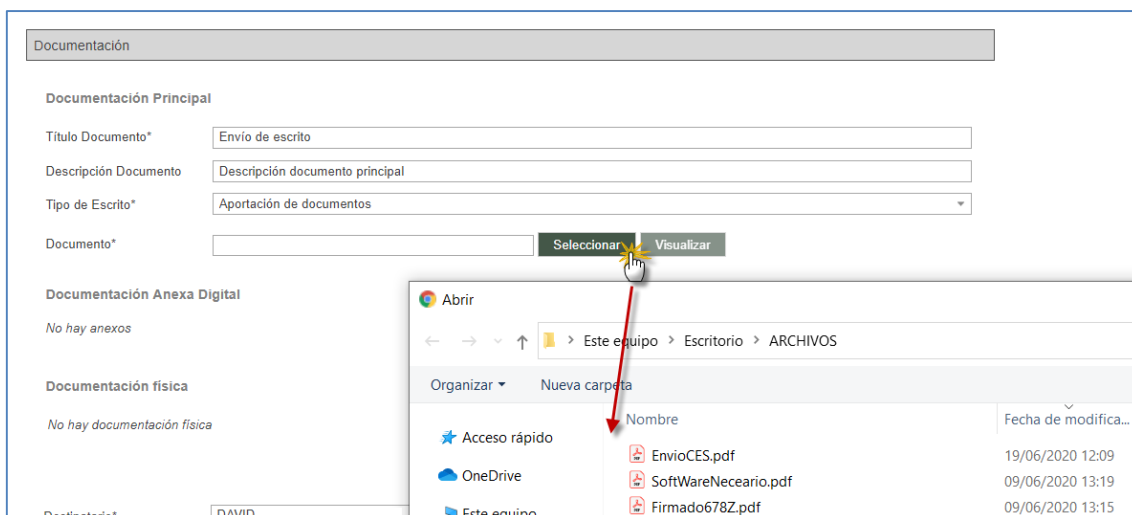 Documentación
Documentación Principal
Título Documento* Envío de escrito
Descripción Documento Descripción documento principal
Tipo de Escrito* Aportación de documentos
Documento* Seleccionar Visualizar
Documentación Anexa Digital
No hay anexos
Documentación física
No hay documentación física
Abrir
Este equipo > Escritorio > ARCHIVOS
Organizar Nueva carpeta
Nombre Fecha de modifica...
Acceso rápido
EnvioCES.pdf 19/06/2020 12:09
OneDrive
SoftWareNeceario.pdf 09/06/2020 13:19
Este equipo
Firmado678Z.pdf 09/06/2020 13:15
Destinatario* DAVID